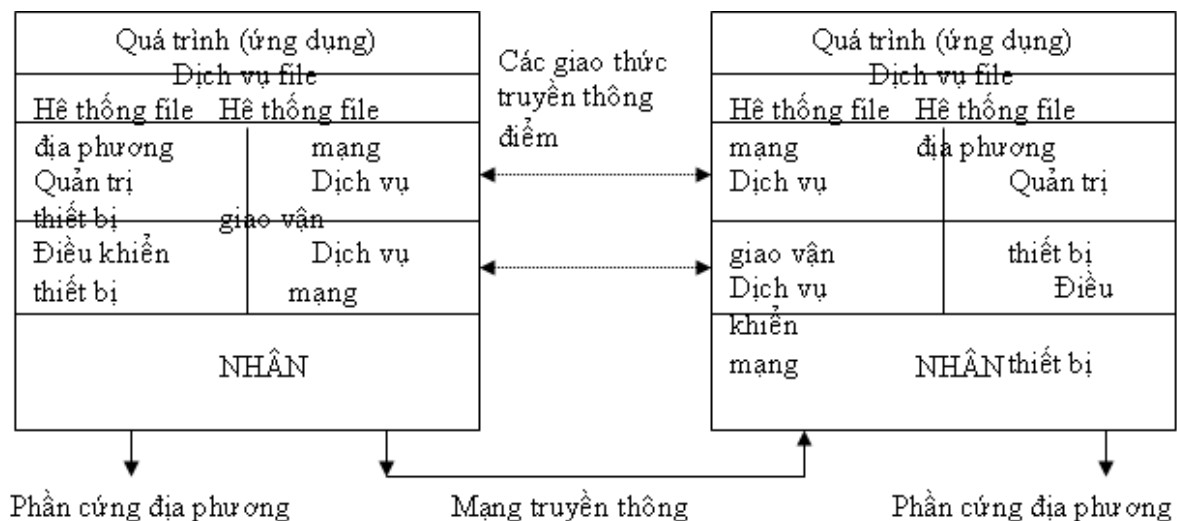 Quá trình (ứng dụng)
Dịch vụ file
Hê thống file Hê thống file
địa phương mạng
Quản trị Dịch vụ
thiết bị giao vận
Điều khiển Dịch vụ
thiết bị mạng
NHÂN
Các giao thức
truyền thông
điểm
Quá trình (ứng dụng)
Dịch vụ file
Hê thống file Hê thống file
mạng địa phương
Dịch vụ Quản trị
giao vận thiết bị
Dịch vụ Điều
khiển
mạng NHÂN thiết bị
Phần cứng địa phương Mạng truyền thông Phần cứng địa phương